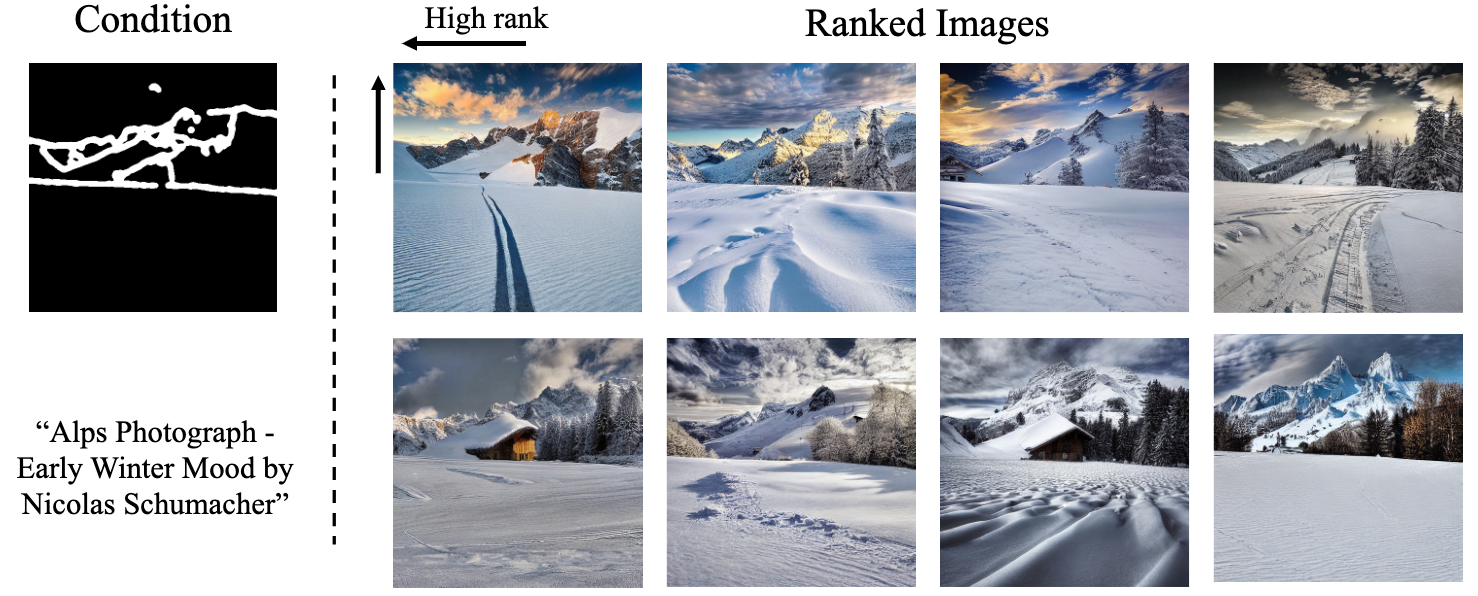 Condition
High rank
Ranked Images
“Alps Photograph -
Early Winter Mood by
Nicolas Schumacher”